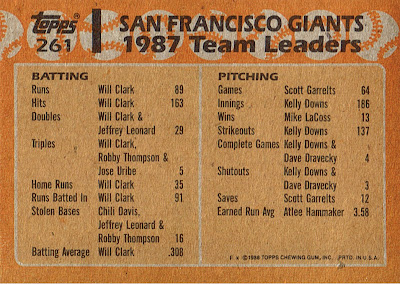 Topps®
261
SAN FRANCISCO GIANTS
1987 Team Leaders
BATTING
Runs Will Clark 89
Hits Will Clark 163
Doubles Will Clark &
Jeffrey Leonard 29
Triples Will Clark,
Robby Thompson &
Jose Uribe 5
Home Runs Will Clark 35
Runs Batted In Will Clark 91
Stolen Bases Chili Davis,
Jeffrey Leonard &
Robby Thompson 16
Batting Average Will Clark .308
PITCHING
Games Scott Garrelts 64
Innings Kelly Downs 186
Wins Mike LaCoss 13
Strikeouts Kelly Downs 137
Complete Games Kelly Downs &
Dave Dravecky 4
Shutouts Kelly Downs &
Dave Dravecky 3
Saves Scott Garrelts 12
Earned Run Avg Atlee Hammaker 3.58
©1988 TOPPS CHEWING GUM, INC. PRTD. IN U.S.A.